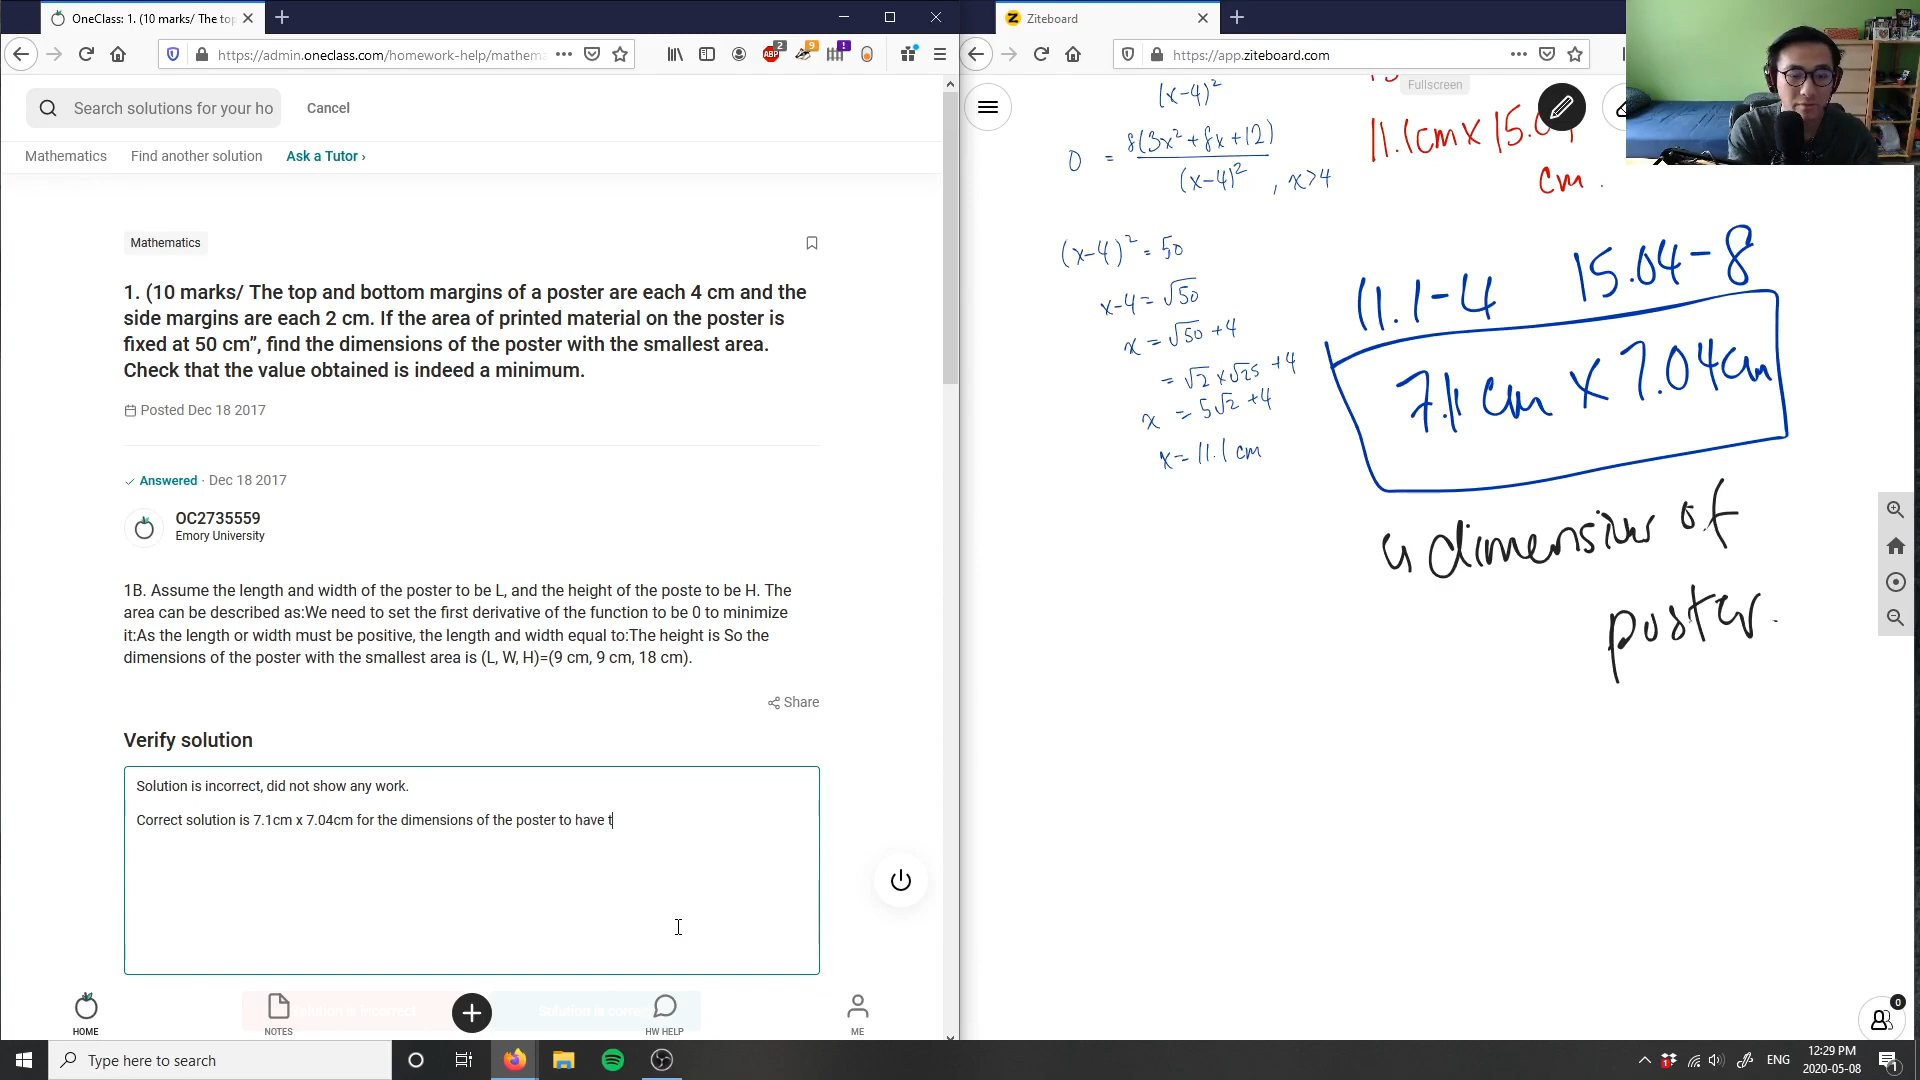 OneClass: 1. (10 marks/ The top
Ziteboard
https://admin.oneclass.com/homework-help/mathema
ABP
2
9
1
https://app.ziteboard.com
Search solutions for your ho
Cancel
Mathematics
Find another solution
Ask a Tutor ›
Mathematics
1. (10 marks/ The top and bottom margins of a poster are each 4 cm and the
side margins are each 2 cm. If the area of printed material on the poster is
fixed at 50 cm”, find the dimensions of the poster with the smallest area.
Check that the value obtained is indeed a minimum.
Posted Dec 18 2017
Answered · Dec 18 2017
OC2735559
Emory University
1B. Assume the length and width of the poster to be L, and the height of the poste to be H. The
area can be described as:We need to set the first derivative of the function to be 0 to minimize
it:As the length or width must be positive, the length and width equal to:The height is So the
dimensions of the poster with the smallest area is (L, W, H)=(9 cm, 9 cm, 18 cm).
Share
Verify solution
Solution is incorrect, did not show any work.
Correct solution is 7.1cm x 7.04cm for the dimensions of the poster to have t
HOME
NOTES
HW HELP
ME
Fullscreen
(x-4)²
0 = 8(3x²+8x+12)
(x-4)² , x>4
11.1cm x 15.04
cm.
(x-4)² = 50
x-4 = √50
x = √50 +4
= √2 x √25 +4
x = 5√2 +4
x = 11.1 cm
11.1-4 15.04-8
7.1 cm x 7.04cm
dimensions of
poster.
0
Type here to search
ENG
12:29 PM
2020-05-08
1